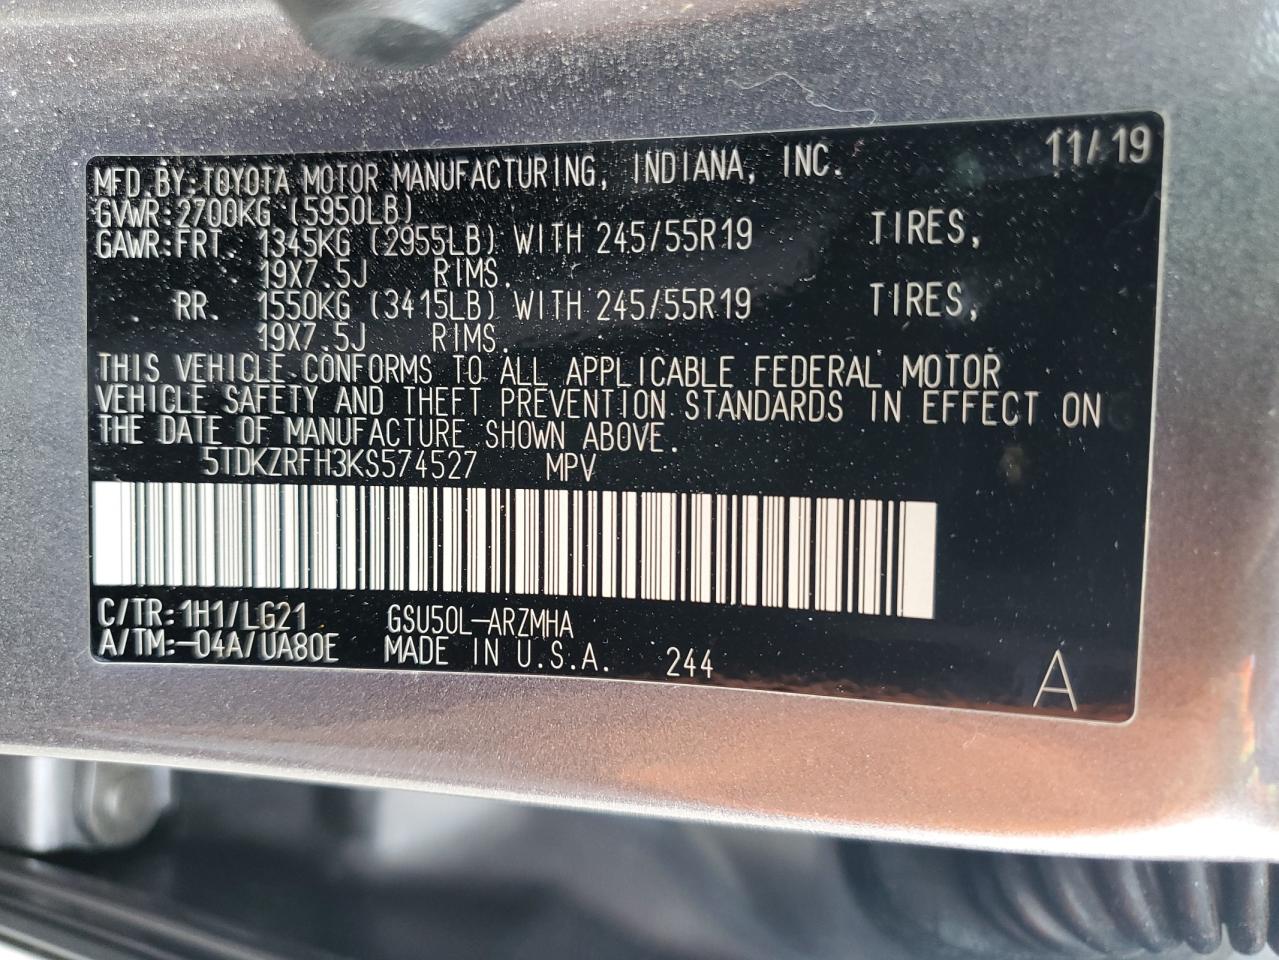 11/19
MFD.BY:TOYOTA MOTOR MANUFACTURING, INDIANA, INC.
GVWR:2700KG (5950LB)
GAWR:FRT. 1345KG (2955LB) WITH 245/55R19 TIRES,
19X7.5J RIMS.
RR. 1550KG (3415LB) WITH 245/55R19 TIRES,
19X7.5J RIMS.
THIS VEHICLE CONFORMS TO ALL APPLICABLE FEDERAL MOTOR
VEHICLE SAFETY AND THEFT PREVENTION STANDARDS IN EFFECT ON
THE DATE OF MANUFACTURE SHOWN ABOVE.
5TDKZRFH3KS574527 MPV
C/TR:1H1/LG21 GSU50L-ARZMHA
A/TM:-04A/UA80E MADE IN U.S.A. 244
A